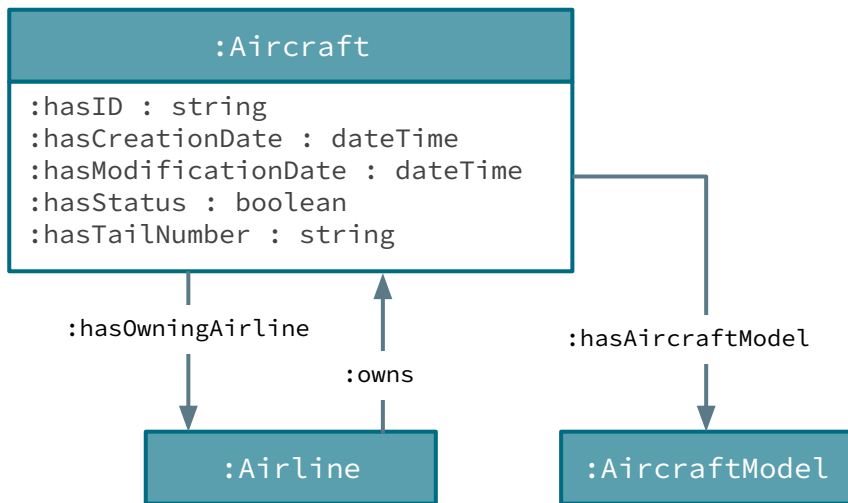 :Aircraft
:hasID : string
:hasCreationDate : dateTime
:hasModificationDate : dateTime
:hasStatus : boolean
:hasTailNumber : string
:hasOwningAirline
:hasAircraftModel
:owns
:Airline
:AircraftModel